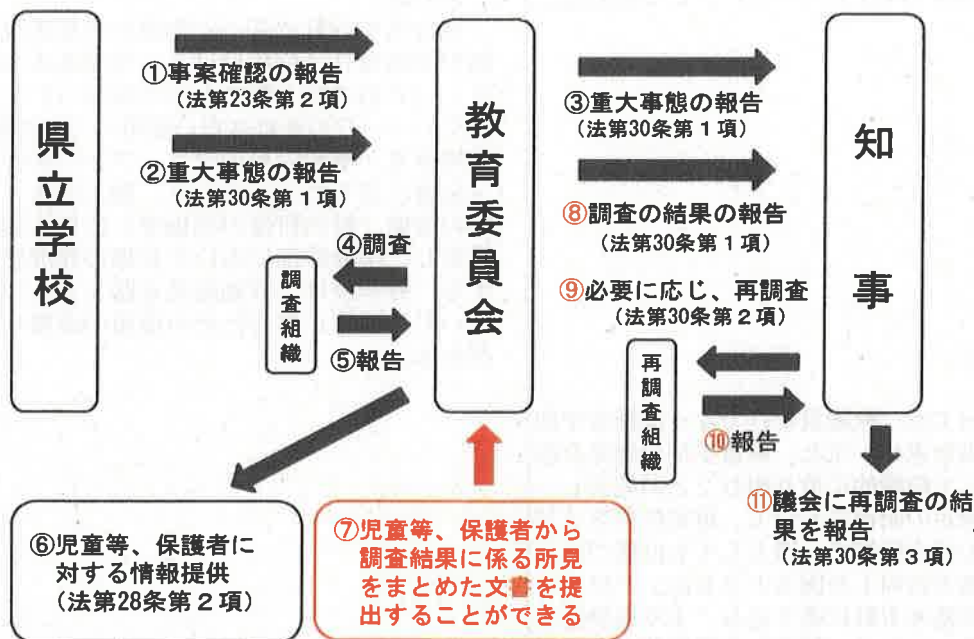 県立学校
①事案確認の報告
(法第23条第2項)
②重大事態の報告
(法第30条第1項)
④調査
調査組織
⑤報告
教育委員会
③重大事態の報告
(法第30条第1項)
⑧調査の結果の報告
(法第30条第1項)
⑨必要に応じ、再調査
(法第30条第2項)
再調査組織
⑩報告
知事
⑥児童等、保護者に
対する情報提供
(法第28条第2項)
⑦児童等、保護者から
調査結果に係る所見
をまとめた文書を提
出することができる
⑪議会に再調査の結
果を報告
(法第30条第3項)